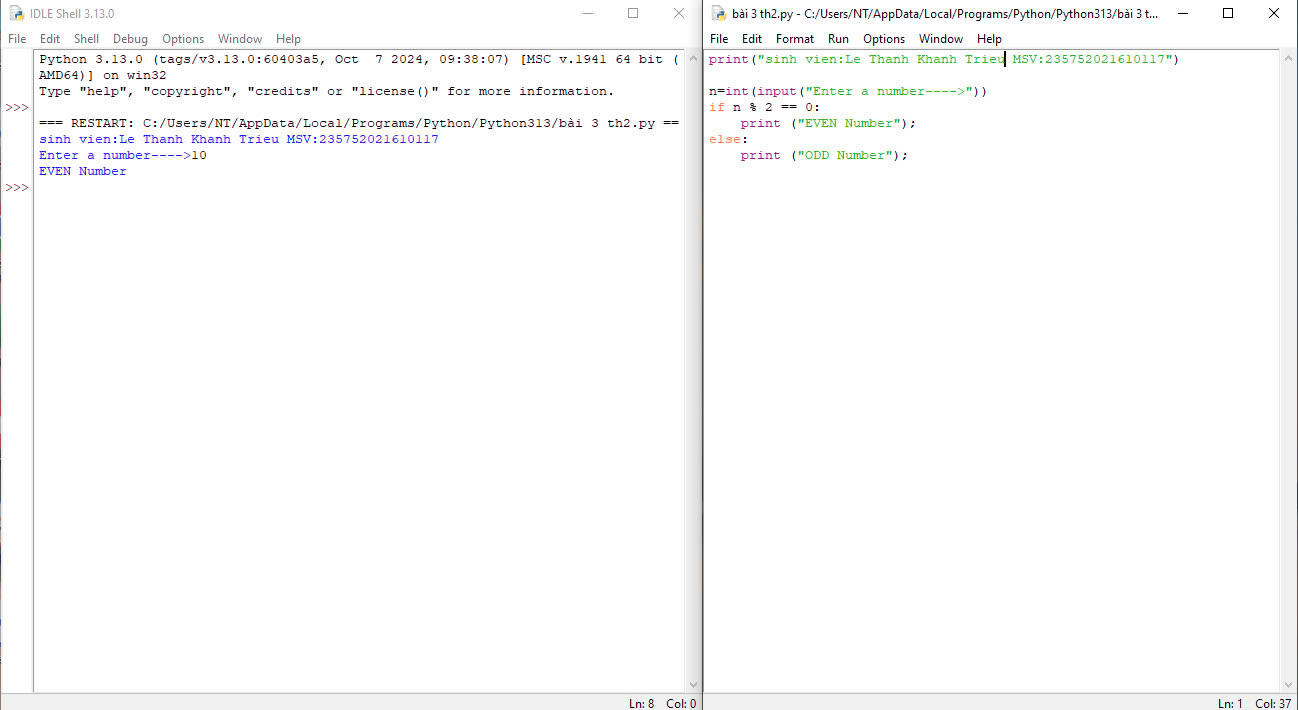 IDLE Shell 3.13.0
File Edit Shell Debug Options Window Help
Python 3.13.0 (tags/v3.13.0:60403a5, Oct  7 2024, 09:38:07) [MSC v.1941 64 bit (
AMD64)] on win32
Type "help", "copyright", "credits" or "license()" for more information.
>>>
=== RESTART: C:/Users/NT/AppData/Local/Programs/Python/Python313/bài 3 th2.py ==
sinh vien:Le Thanh Khanh Trieu MSV:235752021610117
Enter a number---->10
EVEN Number
>>>
Ln: 8 Col: 0
bài 3 th2.py - C:/Users/NT/AppData/Local/Programs/Python/Python313/bài 3 t...
File Edit Format Run Options Window Help
print("sinh vien:Le Thanh Khanh Trieu MSV:235752021610117")
n=int(input("Enter a number---->"))
if n % 2 == 0:
    print ("EVEN Number");
else:
    print ("ODD Number");
Ln: 1 Col: 37